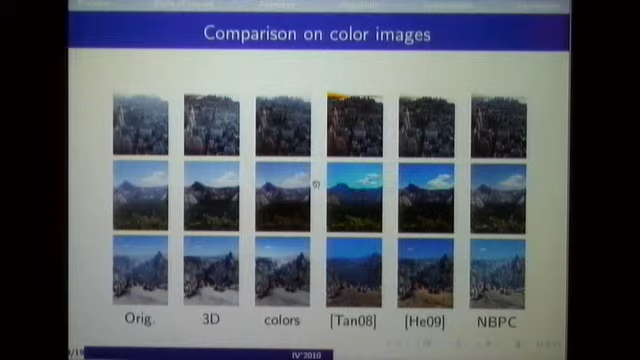 Comparison on color images
Orig. 3D colors [Tan08] [He09] NBPC
IV'2010